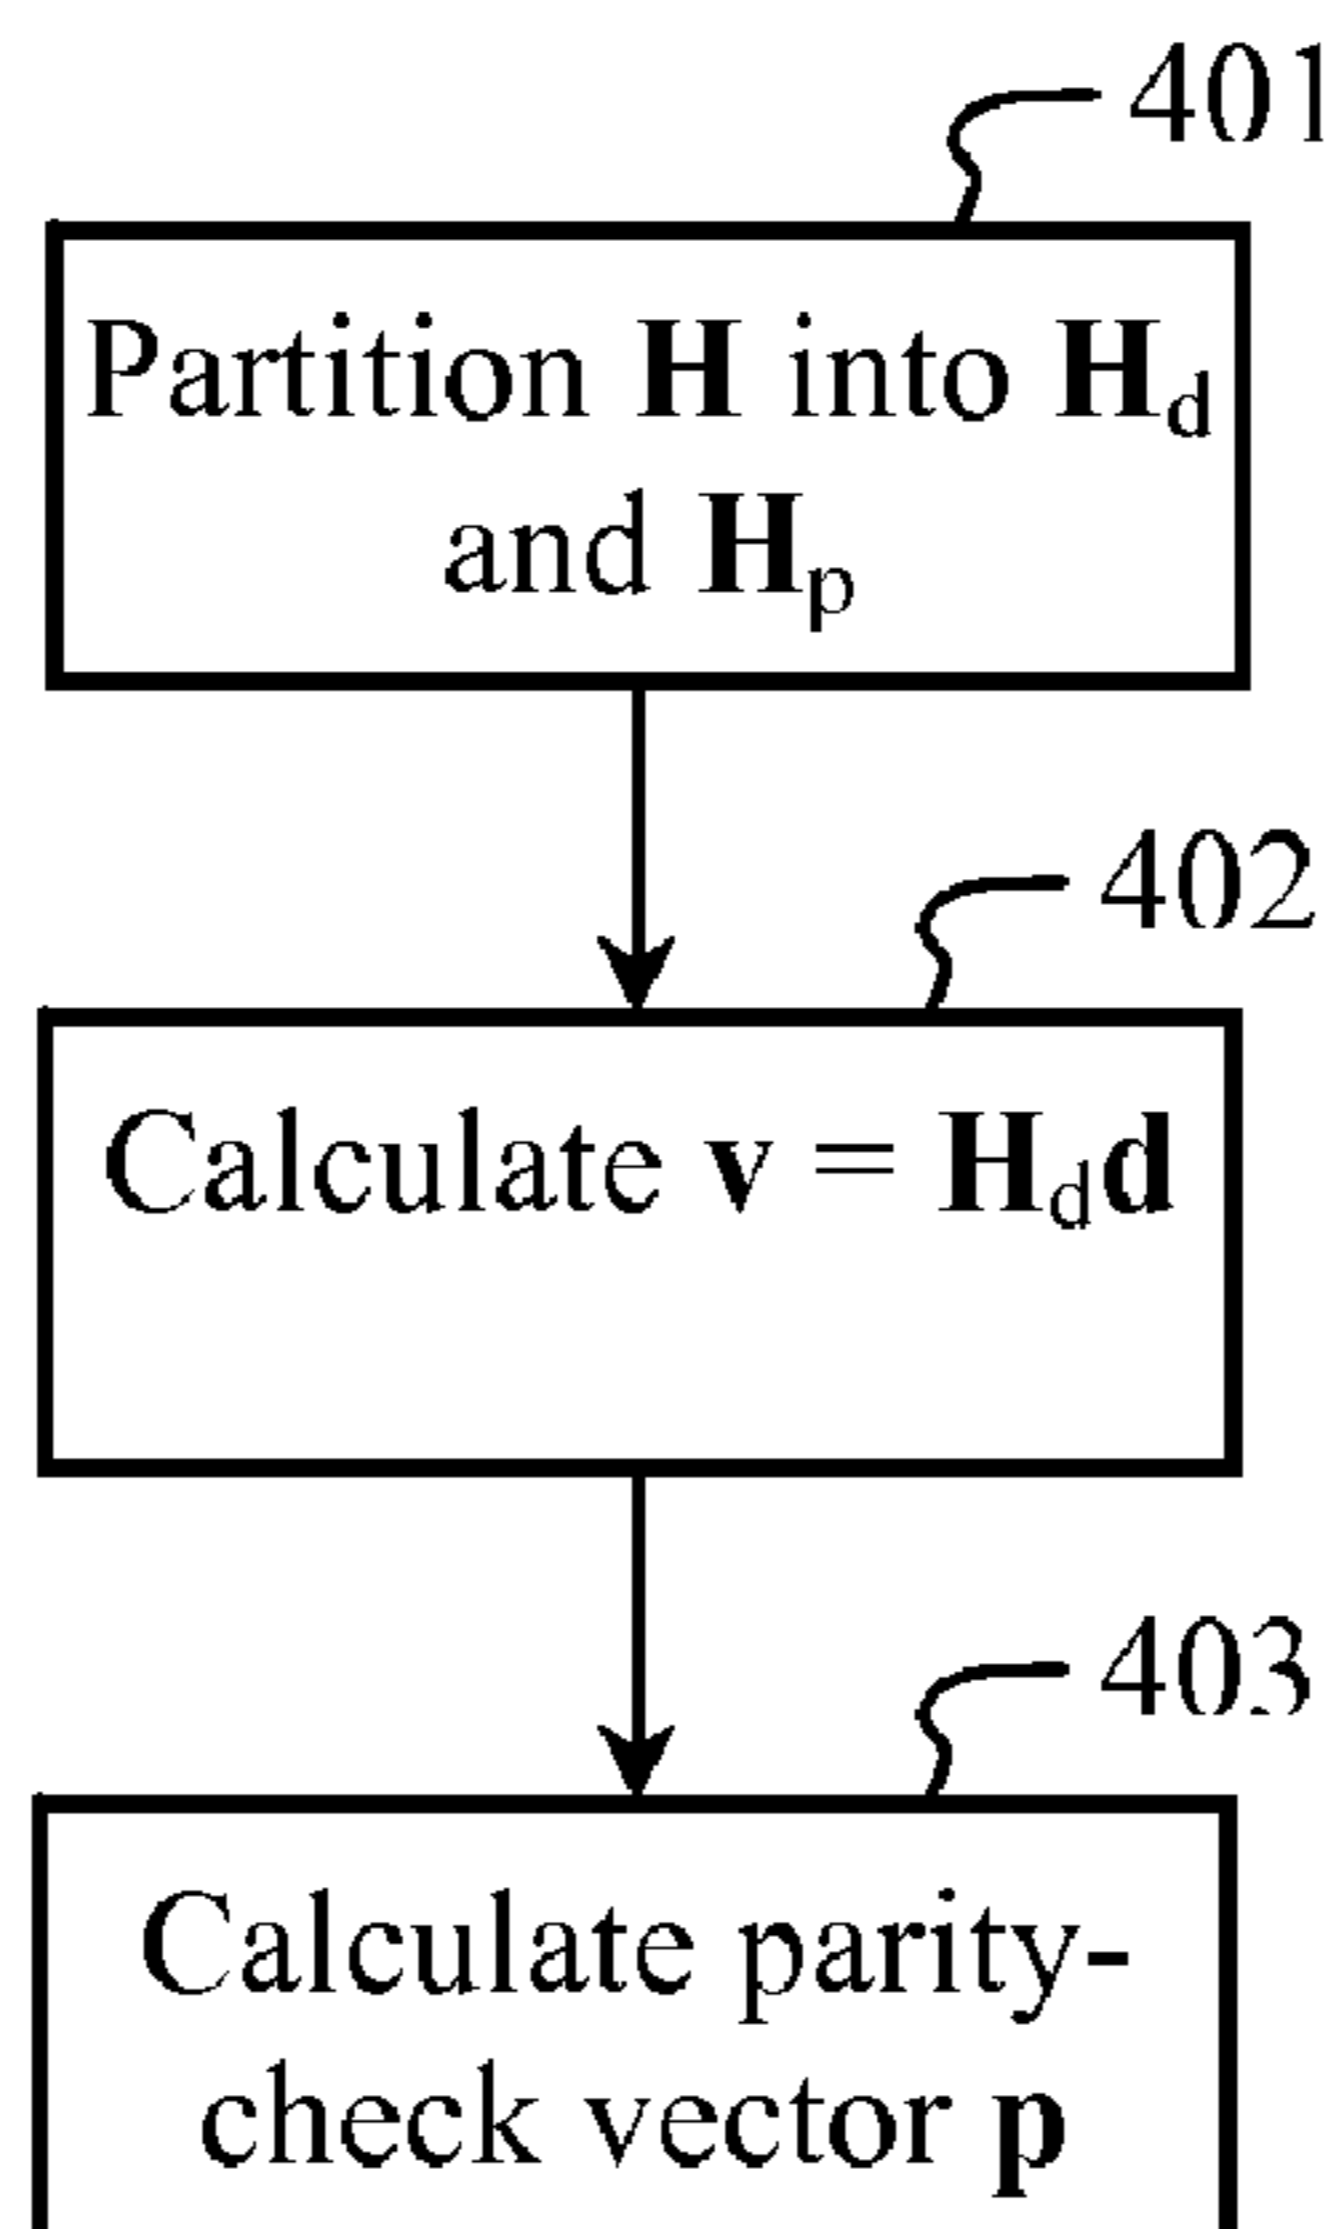 401
Partition H into Hd
and Hp
402
Calculate v = Hdd
403
Calculate parity-
check vector p